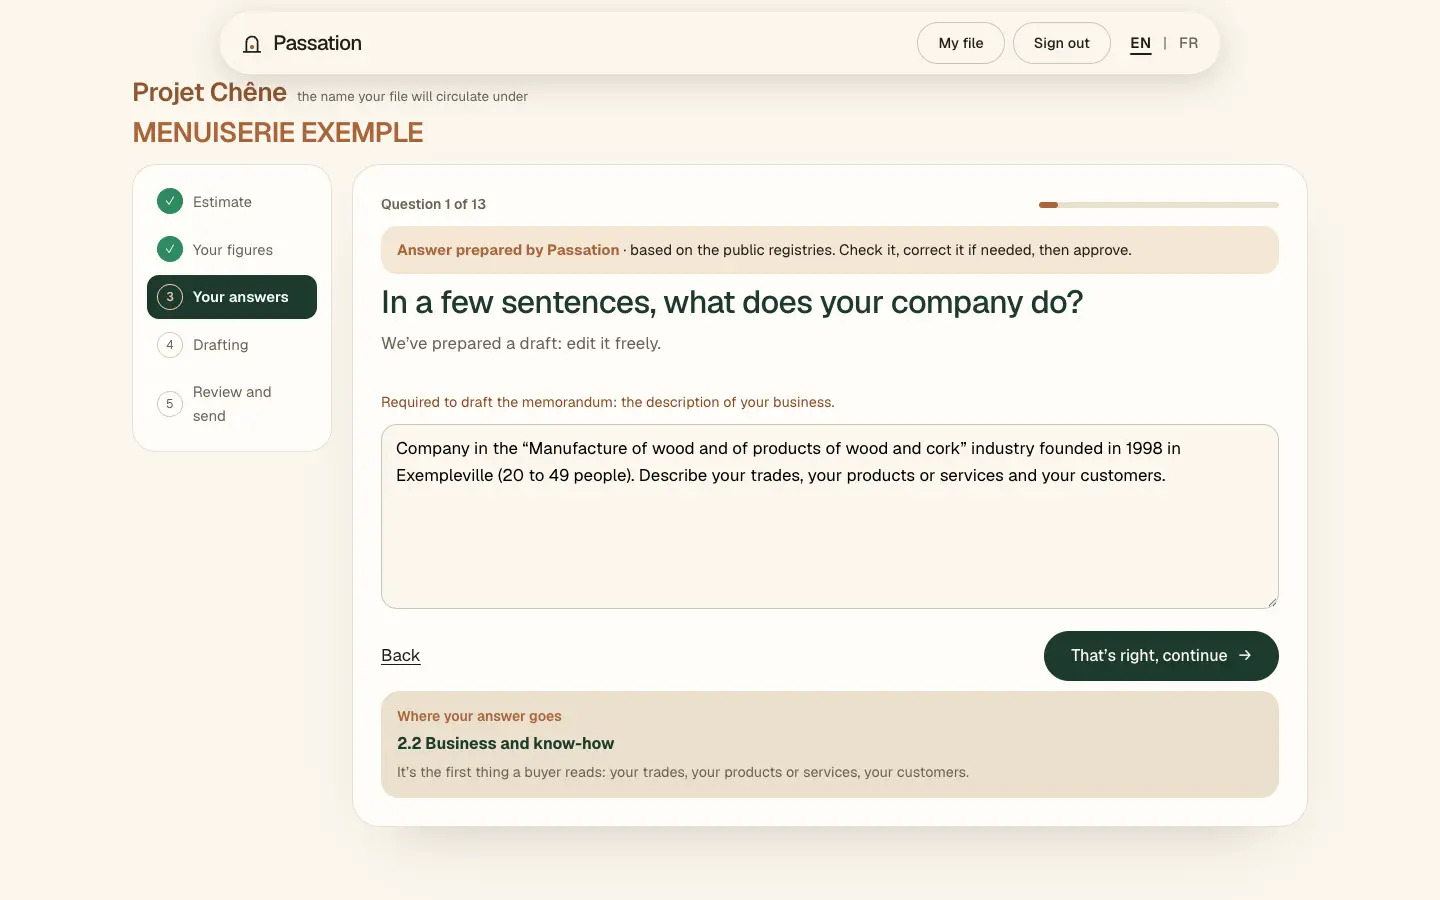 Passation
My file
Sign out
EN | FR
Projet Chêne the name your file will circulate under
MENUISERIE EXEMPLE
✓ Estimate
✓ Your figures
3 Your answers
4 Drafting
5 Review and
send
Question 1 of 13
Answer prepared by Passation · based on the public registries. Check it, correct it if needed, then approve.
In a few sentences, what does your company do?
We’ve prepared a draft: edit it freely.
Required to draft the memorandum: the description of your business.
Company in the “Manufacture of wood and of products of wood and cork” industry founded in 1998 in
Exempleville (20 to 49 people). Describe your trades, your products or services and your customers.
Back
That’s right, continue →
Where your answer goes
2.2 Business and know-how
It’s the first thing a buyer reads: your trades, your products or services, your customers.